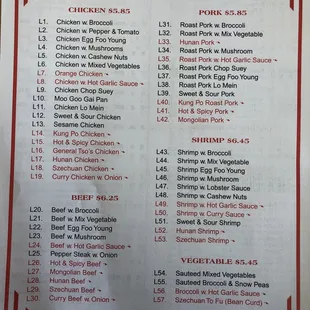 CHICKEN $5.85
L1. Chicken w. Broccoli
L2. Chicken w. Pepper & Tomato
L3. Chicken Egg Foo Young
L4. Chicken w. Mushrooms
L5. Chicken w. Cashew Nuts
L6. Chicken w. Mixed Vegetables
L7. Orange Chicken
L8. Chicken w. Hot Garlic Sauce
L9. Chicken Chop Suey
L10. Moo Goo Gai Pan
L11. Chicken Lo Mein
L12. Sweet & Sour Chicken
L13. Sesame Chicken
L14. Kung Po Chicken
L15. Hot & Spicy Chicken
L16. General Tso's Chicken
L17. Hunan Chicken
L18. Szechuan Chicken
L19. Curry Chicken w. Onion
BEEF $6.25
L20. Beef w. Broccoli
L21. Beef w. Mix Vegetable
L22. Beef Egg Foo Young
L23. Beef w. Mushroom
L24. Beef w. Hot Garlic Sauce
L25. Pepper Steak w. Onion
L26. Hot & Spicy Beef
L27. Mongolian Beef
L28. Hunan Beef
L29. Szechuan Beef
L30. Curry Beef w. Onion
PORK $5.85
L31. Roast Pork w. Broccoli
L32. Roast Pork w. Mix Vegetable
L33. Hunan Pork
L34. Roast Pork w. Mushroom
L35. Roast Pork w. Hot Garlic Sauce
L36. Roast Pork Chop Suey
L37. Roast Pork Egg Foo Young
L38. Roast Pork Lo Mein
L39. Sweet & Sour Pork
L40. Kung Po Roast Pork
L41. Hot & Spicy Pork
L42. Mongolian Pork
SHRIMP $6.45
L43. Shrimp w. Broccoli
L44. Shrimp w. Mix Vegetable
L45. Shrimp Egg Foo Young
L46. Shrimp w. Mushroom
L47. Shrimp w. Lobster Sauce
L48. Shrimp w. Cashew Nuts
L49. Shrimp w. Hot Garlic Sauce
L50. Shrimp w. Curry Sauce
L51. Sweet & Sour Shrimp
L52. Hunan Shrimp
L53. Szechuan Shrimp
VEGETABLE $5.45
L54. Sauteed Mixed Vegetables
L55. Sauteed Broccoli & Snow Peas
L56. Broccoli w. Hot Garlic Sauce
L57. Szechuan To Fu (Bean Curd)